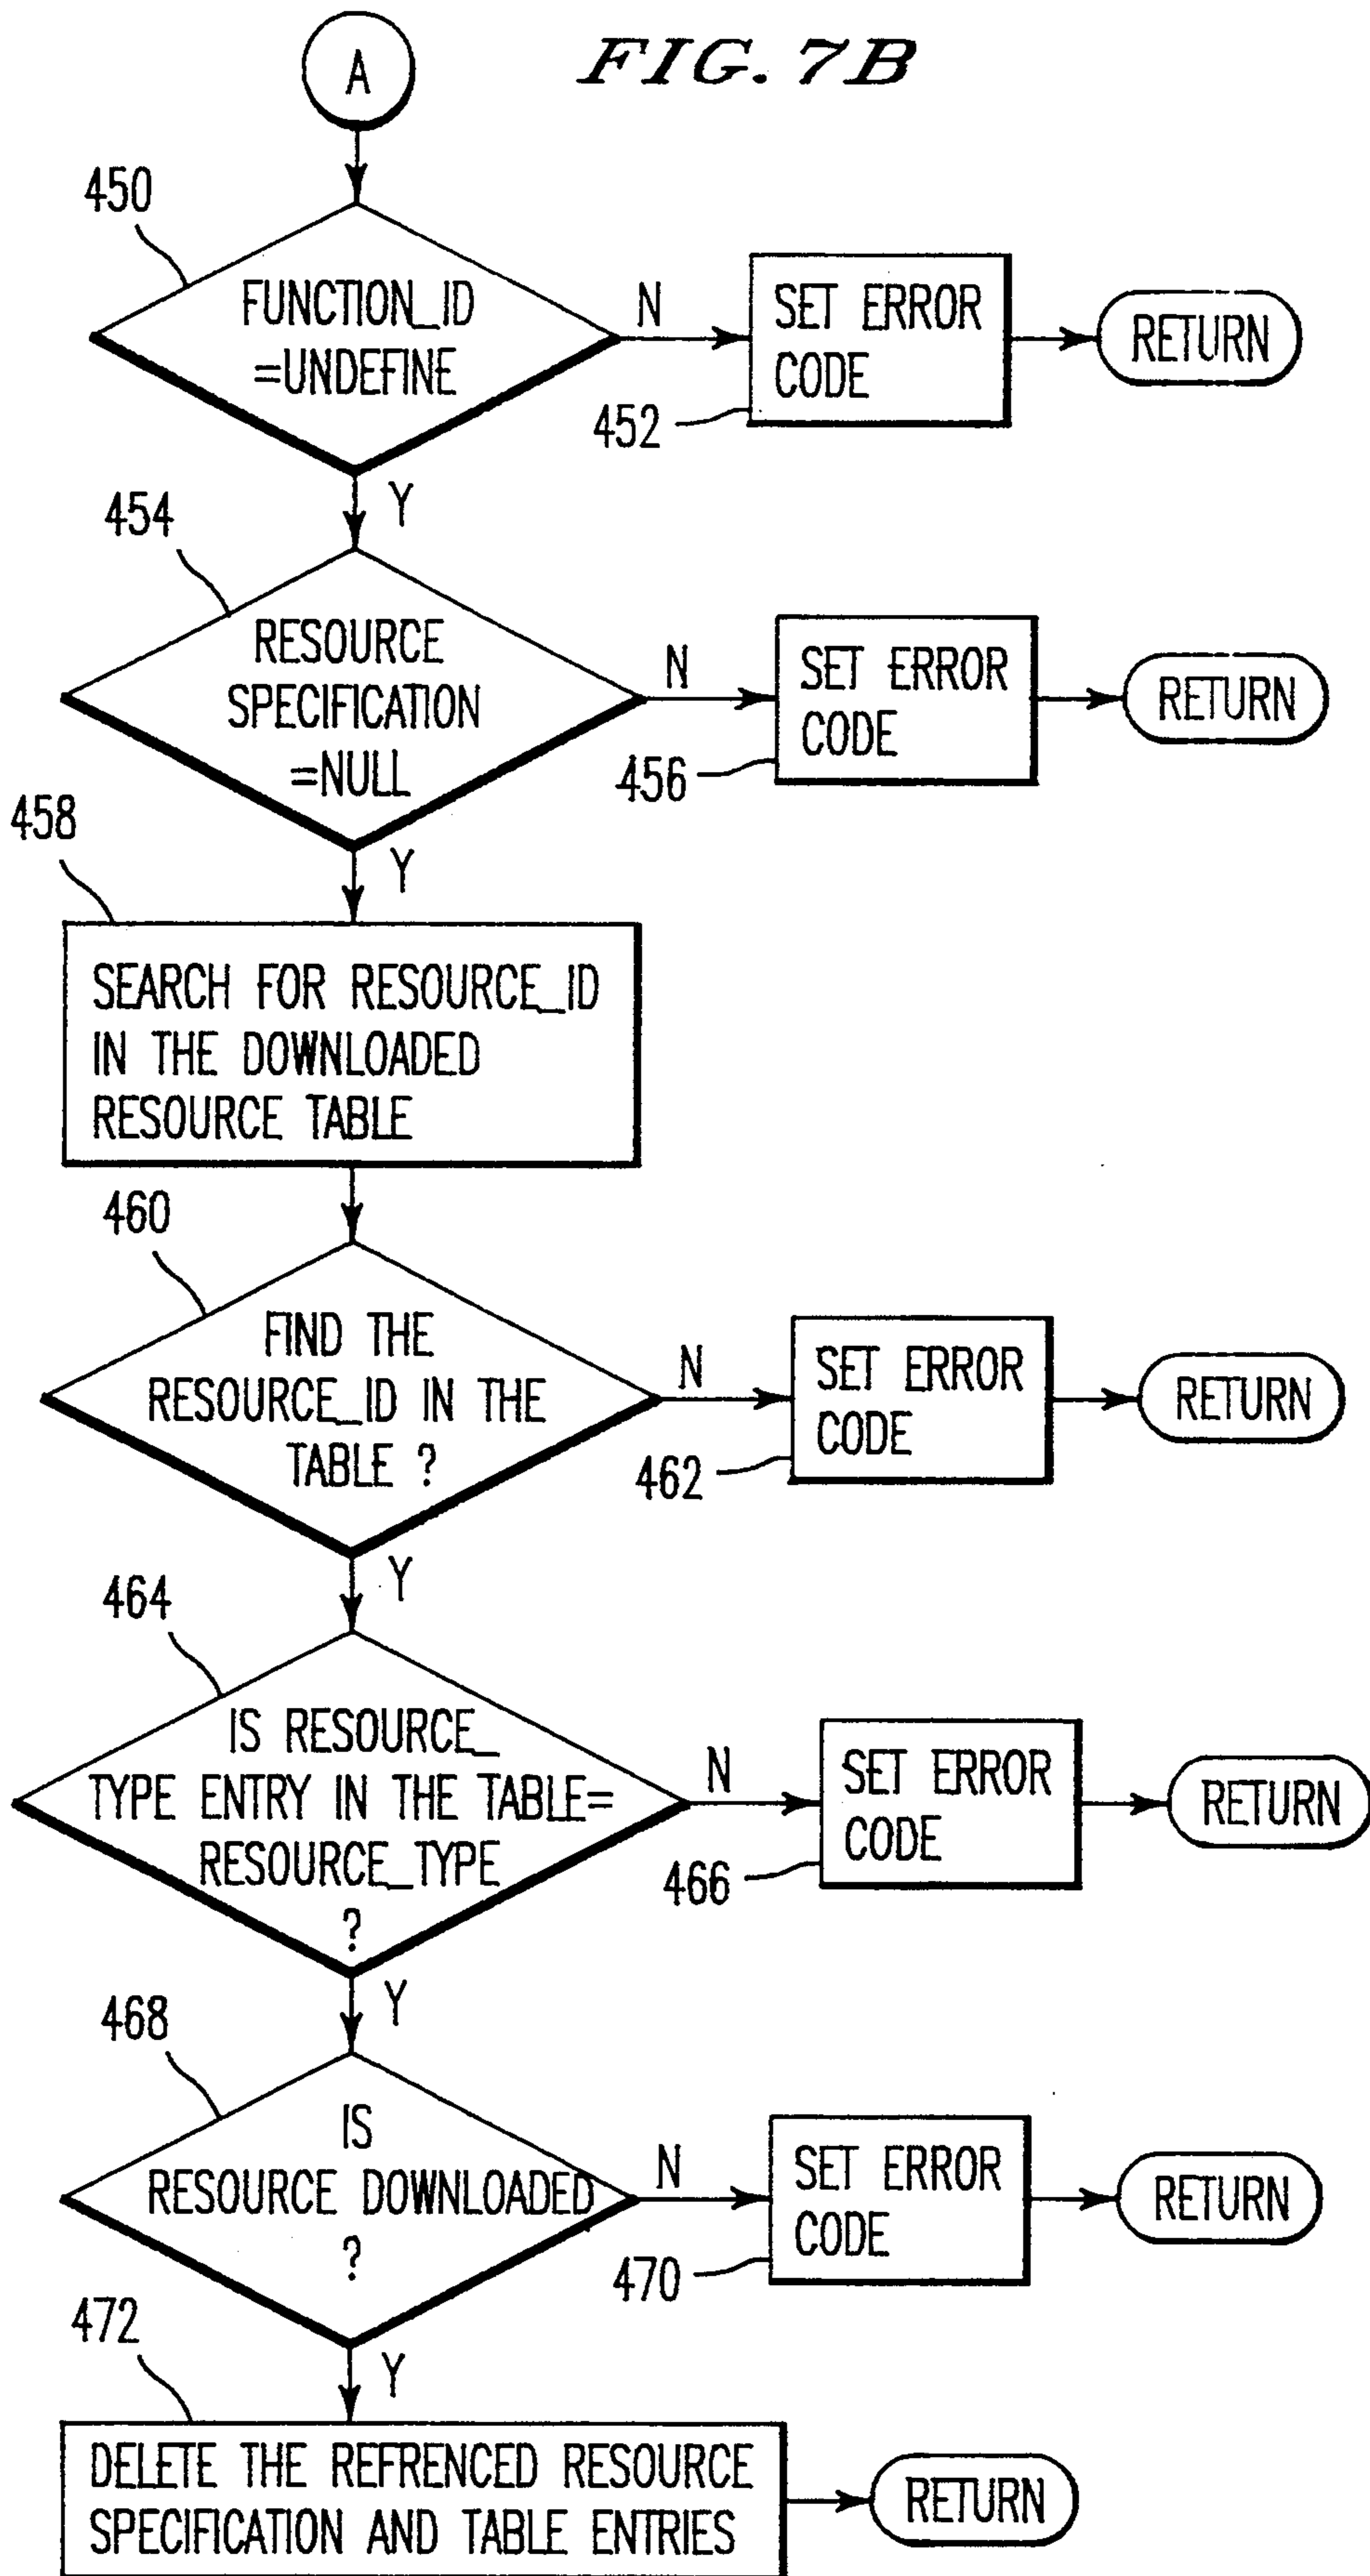 A
FIG. 7B
450
FUNCTION_ID
=UNDEFINE
N
SET ERROR
CODE
452
RETURN
Y
454
RESOURCE
SPECIFICATION
=NULL
N
SET ERROR
CODE
456
RETURN
Y
458
SEARCH FOR RESOURCE_ID
IN THE DOWNLOADED
RESOURCE TABLE
460
FIND THE
RESOURCE_ID IN THE
TABLE ?
N
SET ERROR
CODE
462
RETURN
Y
464
IS RESOURCE_
TYPE ENTRY IN THE TABLE=
RESOURCE_TYPE
?
N
SET ERROR
CODE
466
RETURN
Y
468
IS
RESOURCE DOWNLOADED
?
N
SET ERROR
CODE
470
RETURN
Y
472
DELETE THE REFRENCED RESOURCE
SPECIFICATION AND TABLE ENTRIES
RETURN